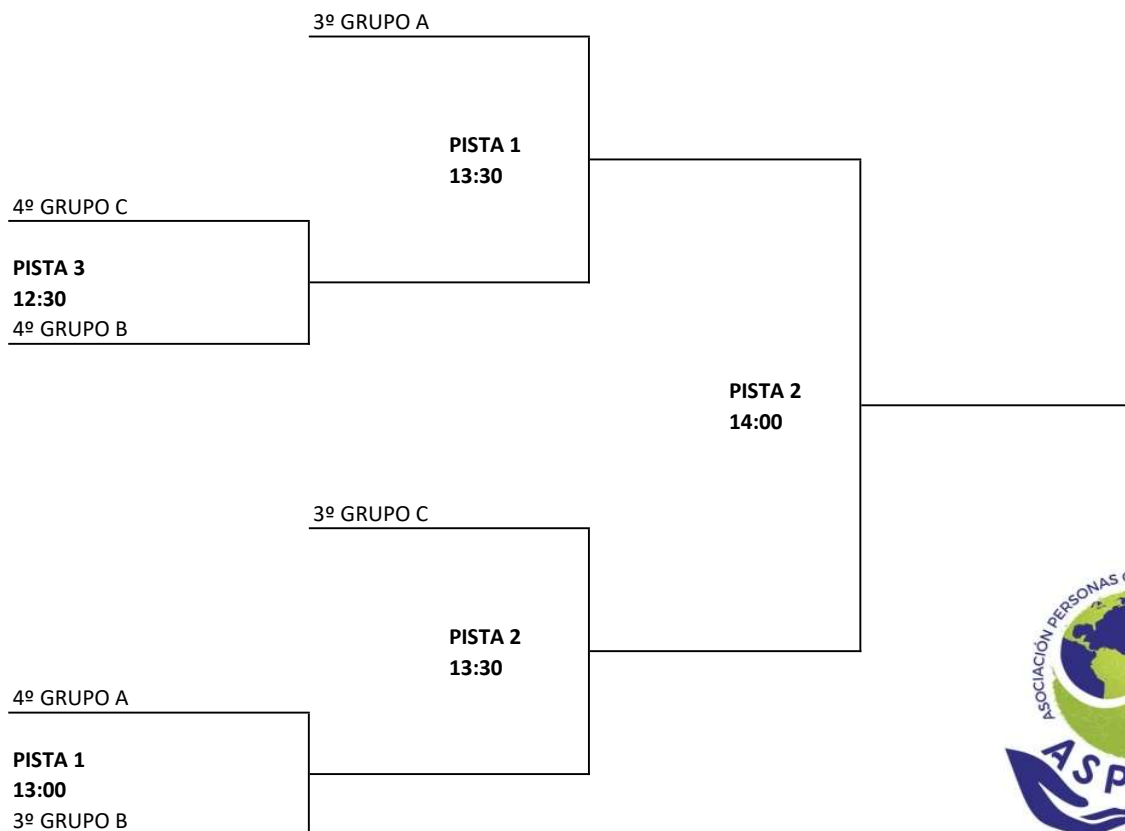 3º GRUPO A
PISTA 1
13:30
4º GRUPO C
PISTA 3
12:30
4º GRUPO B
PISTA 2
14:00
3º GRUPO C
PISTA 2
13:30
4º GRUPO A
PISTA 1
13:00
3º GRUPO B
ASOCIACIÓN PERSONAS
ASP